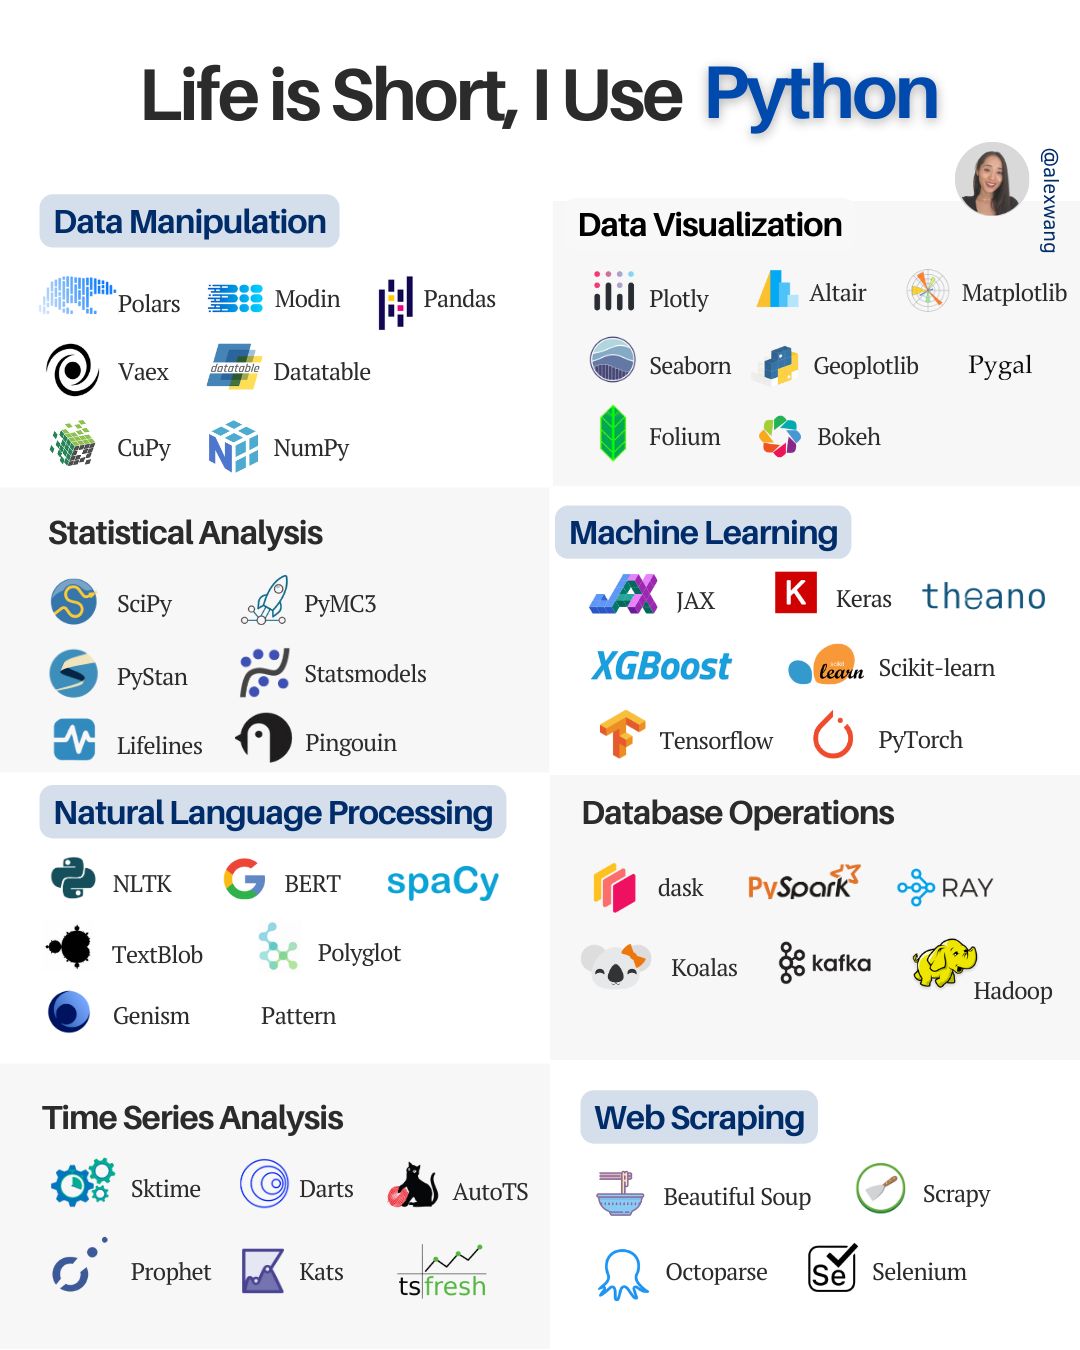 Life is Short, I Use Python
@alexwang
Data Manipulation
Polars
Modin
Pandas
Vaex
datatable
Datatable
CuPy
NumPy
Data Visualization
Plotly
Altair
Matplotlib
Seaborn
Geoplotlib
Pygal
Folium
Bokeh
Statistical Analysis
SciPy
PyMC3
PyStan
Statsmodels
Lifelines
Pingouin
Machine Learning
JAX
JAX
K
Keras
theano
XGBoost
scikit
learn
Scikit-learn
Tensorflow
PyTorch
Natural Language Processing
NLTK
G
BERT
spaCy
TextBlob
Polyglot
Genism
Pattern
Database Operations
dask
PySpark
RAY
Koalas
kafka
Hadoop
Time Series Analysis
Sktime
Darts
AutoTS
Prophet
Kats
tsfresh
Web Scraping
Beautiful Soup
Scrapy
Octoparse
Se
Selenium